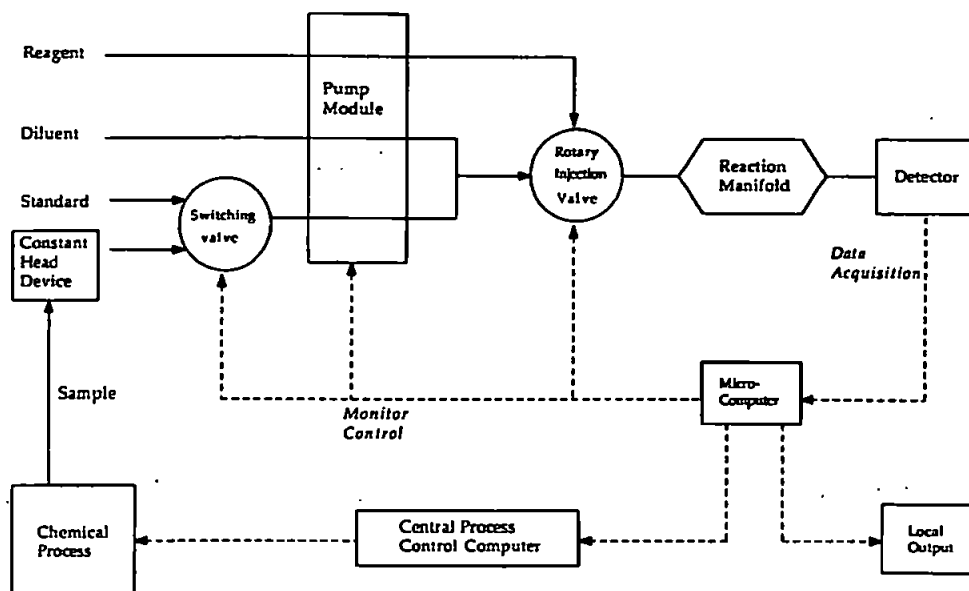 Reagent
Pump
Module
Diluent
Rotary
Injection
Valve
Reaction
Manifold
Detector
Standard
Switching
valve
Constant
Head
Device
Data
Acquisition
Sample
Micro-
Computer
Monitor
Control
Chemical
Process
Central Process
Control Computer
Local
Output